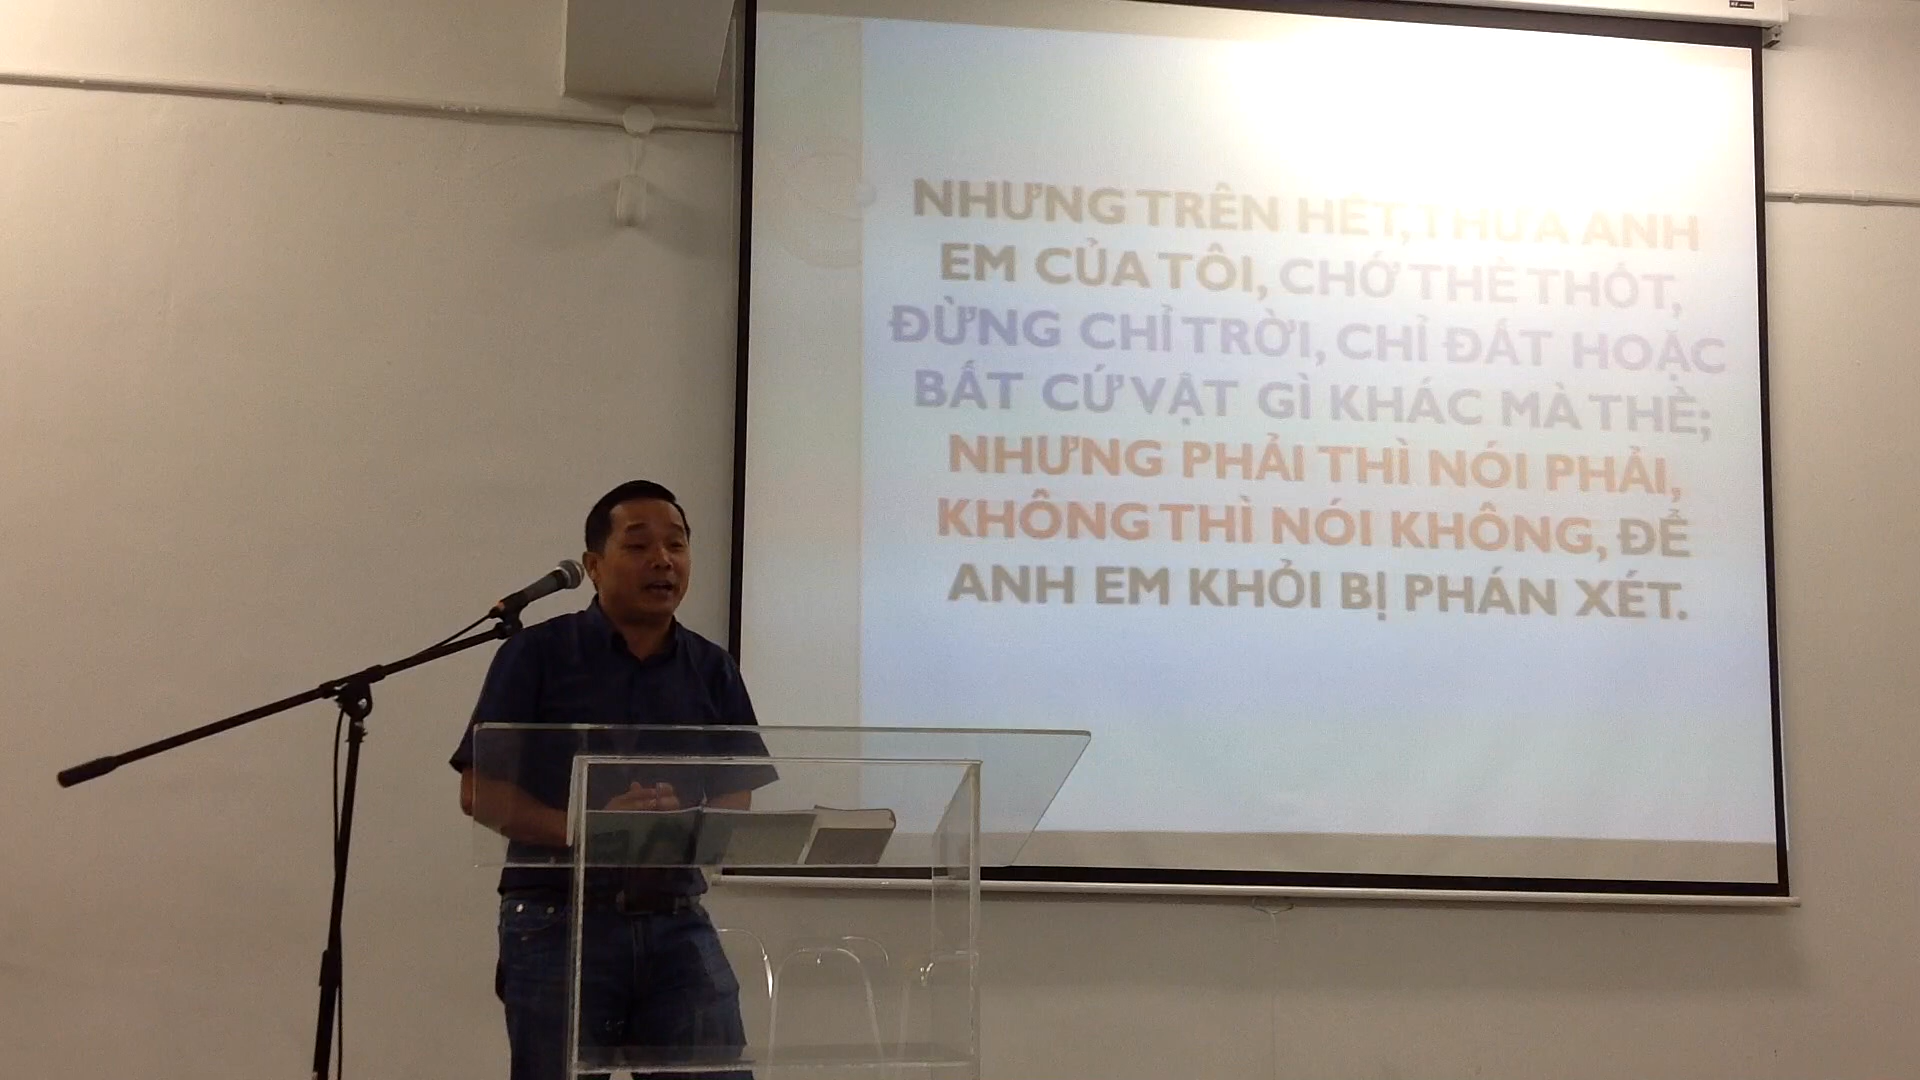 NHƯNG TRÊN HẾT, THƯA ANH
EM CỦA TÔI, CHỚ THỀ THỐT,
ĐỪNG CHỈ TRỜI, CHỈ ĐẤT HOẶC
BẤT CỨ VẬT GÌ KHÁC MÀ THỀ;
NHƯNG PHẢI THÌ NÓI PHẢI,
KHÔNG THÌ NÓI KHÔNG, ĐỂ
ANH EM KHỎI BỊ PHÁN XÉT.